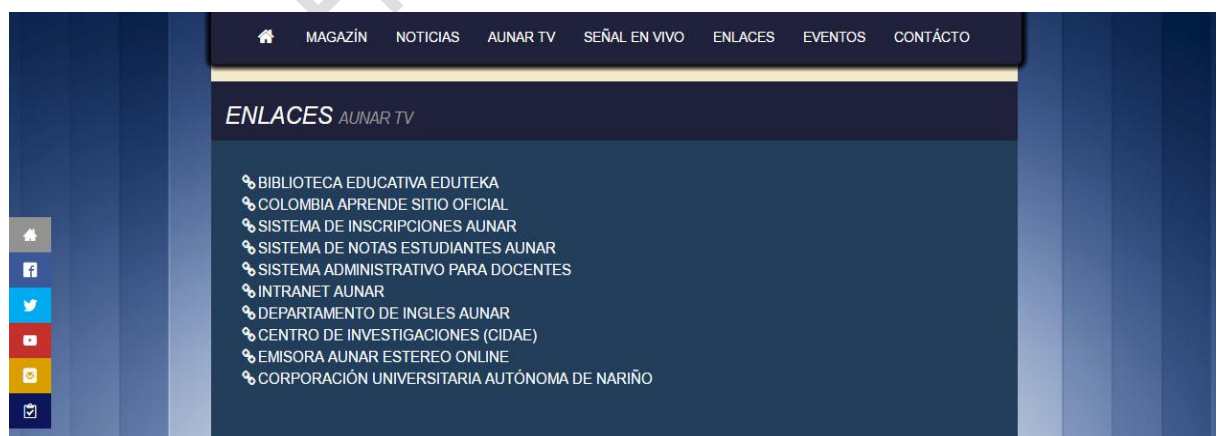 MAGAZÍN NOTICIAS AUNAR TV SEÑAL EN VIVO ENLACES EVENTOS CONTÁCTO
ENLACES AUNAR TV
BIBLIOTECA EDUCATIVA EDUTEKA
COLOMBIA APRENDE SITIO OFICIAL
SISTEMA DE INSCRIPCIONES AUNAR
SISTEMA DE NOTAS ESTUDIANTES AUNAR
SISTEMA ADMINISTRATIVO PARA DOCENTES
INTRANET AUNAR
DEPARTAMENTO DE INGLES AUNAR
CENTRO DE INVESTIGACIONES (CIDAE)
EMISORA AUNAR ESTEREO ONLINE
CORPORACIÓN UNIVERSITARIA AUTÓNOMA DE NARIÑO